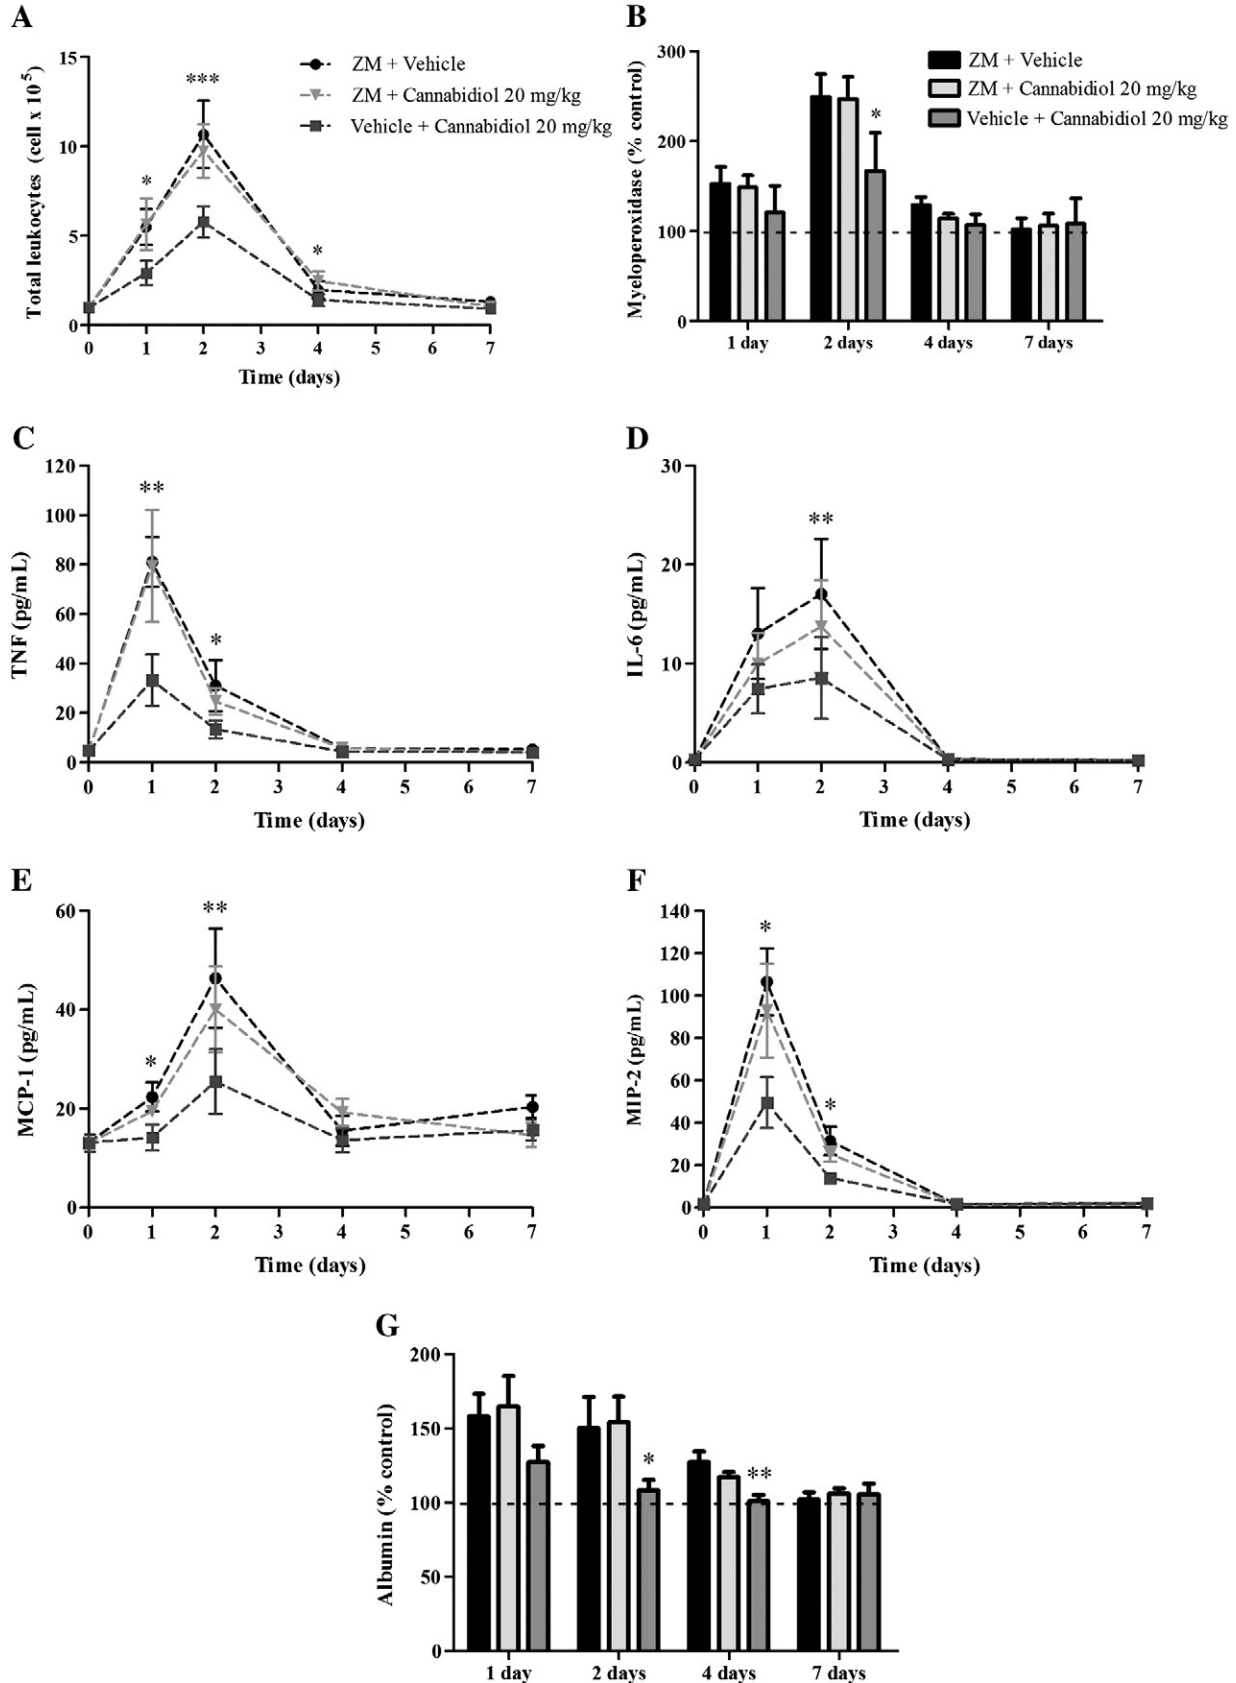 A
Total leukocytes (cell x 10⁵)
15
10
5
0
0 1 2 3 4 5 6 7
Time (days)
*
***
*
ZM + Vehicle
ZM + Cannabidiol 20 mg/kg
Vehicle + Cannabidiol 20 mg/kg
B
Myeloperoxidase (% control)
300
200
100
0
1 day 2 days 4 days 7 days
*
ZM + Vehicle
ZM + Cannabidiol 20 mg/kg
Vehicle + Cannabidiol 20 mg/kg
C
TNF (pg/mL)
120
100
80
60
40
20
0
0 1 2 3 4 5 6 7
Time (days)
**
*
D
IL-6 (pg/mL)
30
20
10
0
0 1 2 3 4 5 6 7
Time (days)
**
E
MCP-1 (pg/mL)
60
40
20
0
0 1 2 3 4 5 6 7
Time (days)
*
**
F
MIP-2 (pg/mL)
140
120
100
80
60
40
20
0
0 1 2 3 4 5 6 7
Time (days)
*
*
G
Albumin (% control)
200
150
100
50
0
1 day 2 days 4 days 7 days
*
**